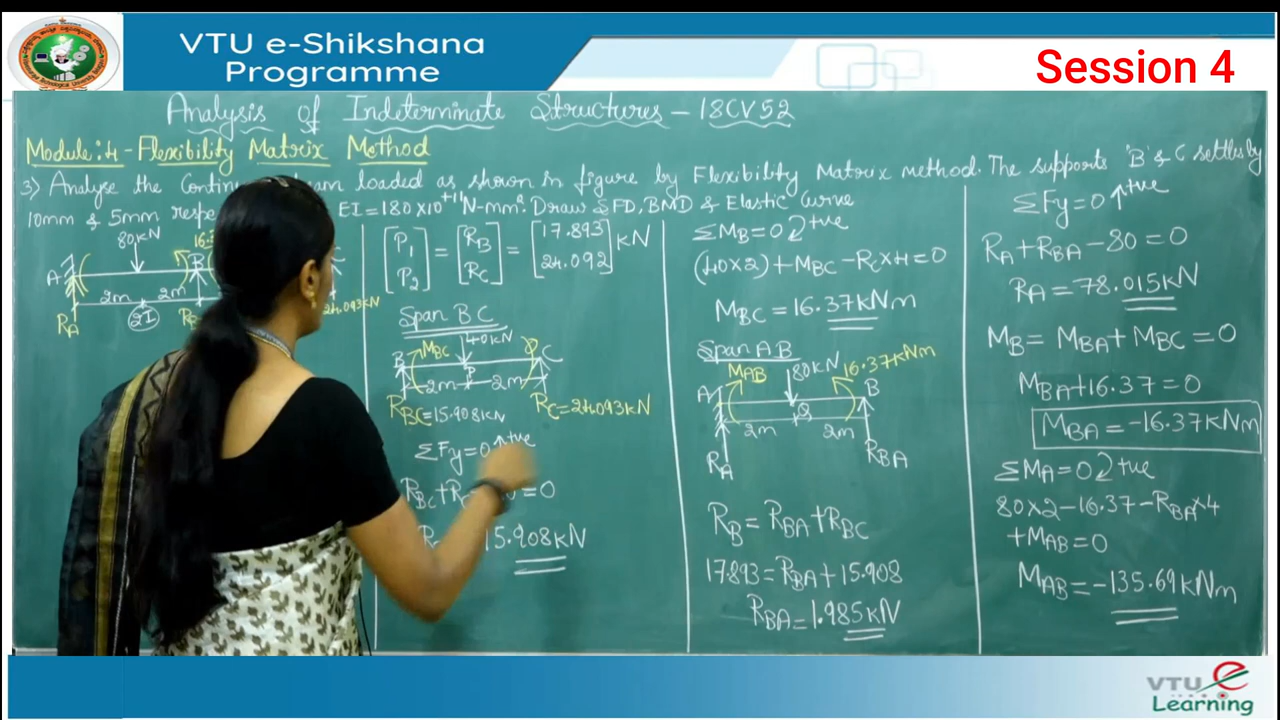 VTU e-Shikshana
Programme
Session 4
Analysis of Indeterminate Structures - 18CV52
Module:4 - Flexibility Matrix Method
3) Analyse the loaded as shown in figure by Flexibility Matrix method. The supports 'B' & C settles by
10mm & 5mm EI=180×10⁺¹¹N-mm². Draw SFD, BMD & Elastic Curve
80kN
A
B
2m
2m
2I
RA
24.093kN
[P1 P2] = [RB RC] = [17.893 24.092] kN
Span BC
40kN
B
MBC
C
2m
P
2m
RBC=15.908kN
RC=24.093kN
ΣFy=0↑+ve
=0
15.908kN
ΣMB=0↻+ve
(40×2)+MBC-RC×4=0
MBC=16.37kNm
Span AB
MAB
80kN
16.37kNm
A
B
Q
2m
2m
RA
RBA
RB=RBA+RBC
17.893=RBA+15.908
RBA=1.985kN
ΣFy=0↑+ve
RA+RBA-80=0
RA=78.015kN
MB=MBA+MBC=0
MBA+16.37=0
MBA=-16.37kNm
ΣMA=0↻+ve
80×2-16.37-RBA×4
+MAB=0
MAB=-135.69kNm
VTU e
Learning